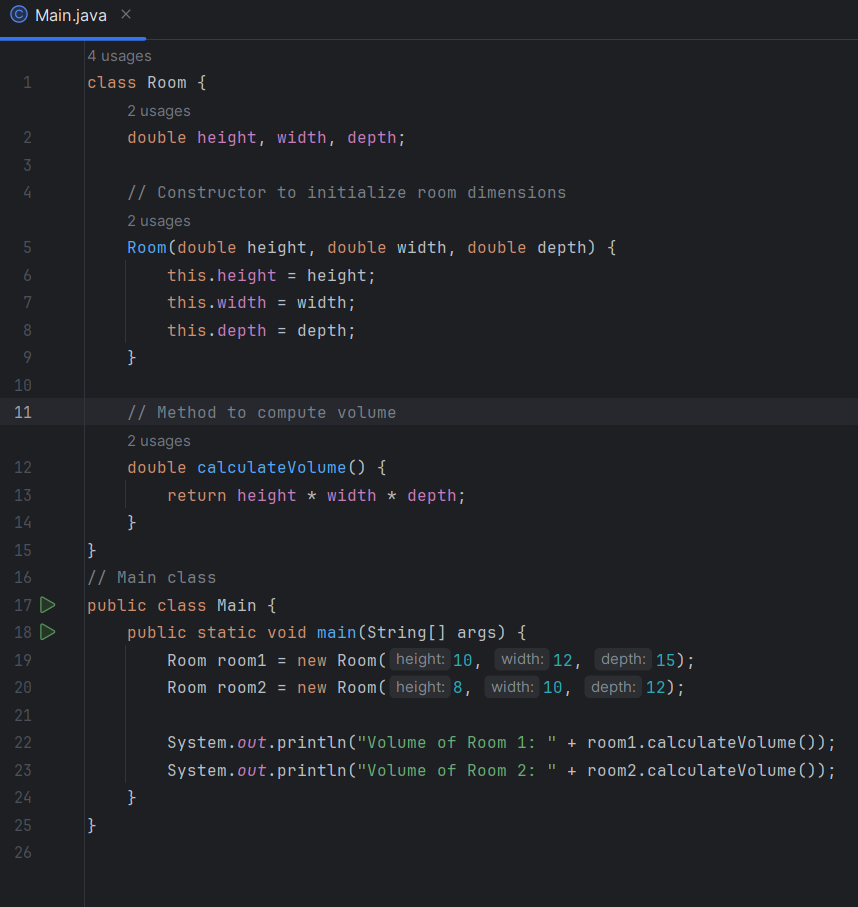 Main.java
4 usages
1 class Room {
2 usages
2 double height, width, depth;
3
4 // Constructor to initialize room dimensions
2 usages
5 Room(double height, double width, double depth) {
6 this.height = height;
7 this.width = width;
8 this.depth = depth;
9 }
10
11 // Method to compute volume
2 usages
12 double calculateVolume() {
13 return height * width * depth;
14 }
15 }
16 // Main class
17 public class Main {
18 public static void main(String[] args) {
19 Room room1 = new Room( height: 10, width: 12, depth: 15);
20 Room room2 = new Room( height: 8, width: 10, depth: 12);
21
22 System.out.println("Volume of Room 1: " + room1.calculateVolume());
23 System.out.println("Volume of Room 2: " + room2.calculateVolume());
24 }
25 }
26